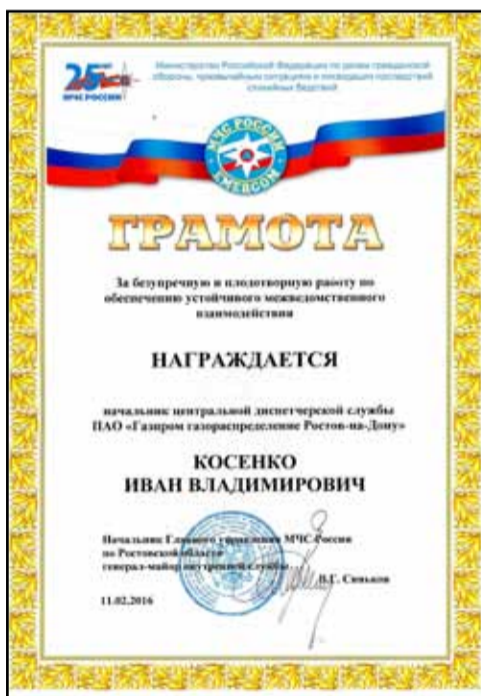 25 лет
МЧС РОССИИ
Министерство Российской Федерации по делам гражданской
обороны, чрезвычайным ситуациям и ликвидации последствий
стихийных бедствий
МЧС РОССИИ
EMERCOM
ГРАМОТА
За безупречную и плодотворную работу по
обеспечению устойчивого межведомственного
взаимодействия
НАГРАЖДАЕТСЯ
начальник центральной диспетчерской службы
ПАО «Газпром газораспределение Ростов-на-Дону»
КОСЕНКО
ИВАН ВЛАДИМИРОВИЧ
Начальник Главного управления МЧС России
по Ростовской области
генерал-майор внутренней службы
В.Г. Синьков
11.02.2016